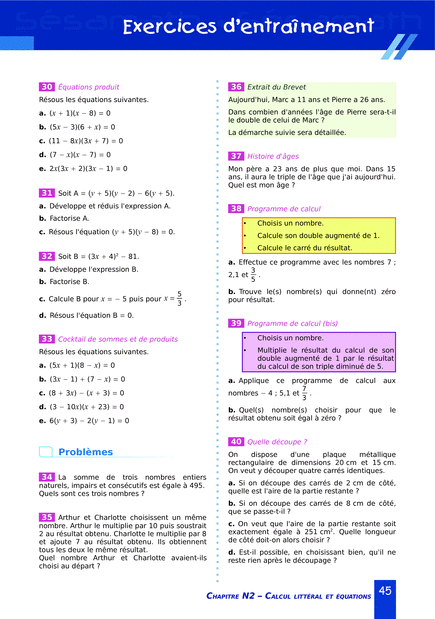 Exercices d'entraînement
30 Équations produit
Résous les équations suivantes.
a. (x + 1)(x − 8) = 0
b. (5x − 3)(6 + x) = 0
c. (11 − 8x)(3x + 7) = 0
d. (7 − x)(x − 7) = 0
e. 2x(3x + 2)(3x − 1) = 0
31 Soit A = (y + 5)(y − 2) − 6(y + 5).
a. Développe et réduis l'expression A.
b. Factorise A.
c. Résous l'équation (y + 5)(y − 8) = 0.
32 Soit B = (3x + 4)² − 81.
a. Développe l'expression B.
b. Factorise B.
c. Calcule B pour x = − 5 puis pour x = 5/3 .
d. Résous l'équation B = 0.
33 Cocktail de sommes et de produits
Résous les équations suivantes.
a. (5x + 1)(8 − x) = 0
b. (3x − 1) + (7 − x) = 0
c. (8 + 3x) − (x + 3) = 0
d. (3 − 10x)(x + 23) = 0
e. 6(y + 3) − 2(y − 1) = 0
Problèmes
34 La somme de trois nombres entiers
naturels, impairs et consécutifs est égale à 495.
Quels sont ces trois nombres ?
35 Arthur et Charlotte choisissent un même
nombre. Arthur le multiplie par 10 puis soustrait
2 au résultat obtenu. Charlotte le multiplie par 8
et ajoute 7 au résultat obtenu. Ils obtiennent
tous les deux le même résultat.
Quel nombre Arthur et Charlotte avaient-ils
choisi au départ ?
36 Extrait du Brevet
Aujourd'hui, Marc a 11 ans et Pierre a 26 ans.
Dans combien d'années l'âge de Pierre sera-t-il
le double de celui de Marc ?
La démarche suivie sera détaillée.
37 Histoire d'âges
Mon père a 23 ans de plus que moi. Dans 15
ans, il aura le triple de l'âge que j'ai aujourd'hui.
Quel est mon âge ?
38 Programme de calcul
• Choisis un nombre.
• Calcule son double augmenté de 1.
• Calcule le carré du résultat.
a. Effectue ce programme avec les nombres 7 ;
2,1 et 3/5 .
b. Trouve le(s) nombre(s) qui donne(nt) zéro
pour résultat.
39 Programme de calcul (bis)
• Choisis un nombre.
• Multiplie le résultat du calcul de son
double augmenté de 1 par le résultat
du calcul de son triple diminué de 5.
a. Applique ce programme de calcul aux
nombres − 4 ; 5,1 et 7/3 .
b. Quel(s) nombre(s) choisir pour que le
résultat obtenu soit égal à zéro ?
40 Quelle découpe ?
On dispose d'une plaque métallique
rectangulaire de dimensions 20 cm et 15 cm.
On veut y découper quatre carrés identiques.
a. Si on découpe des carrés de 2 cm de côté,
quelle est l'aire de la partie restante ?
b. Si on découpe des carrés de 8 cm de côté,
que se passe-t-il ?
c. On veut que l'aire de la partie restante soit
exactement égale à 251 cm². Quelle longueur
de côté doit-on alors choisir ?
d. Est-il possible, en choisissant bien, qu'il ne
reste rien après le découpage ?
Chapitre N2 – Calcul littéral et équations 45